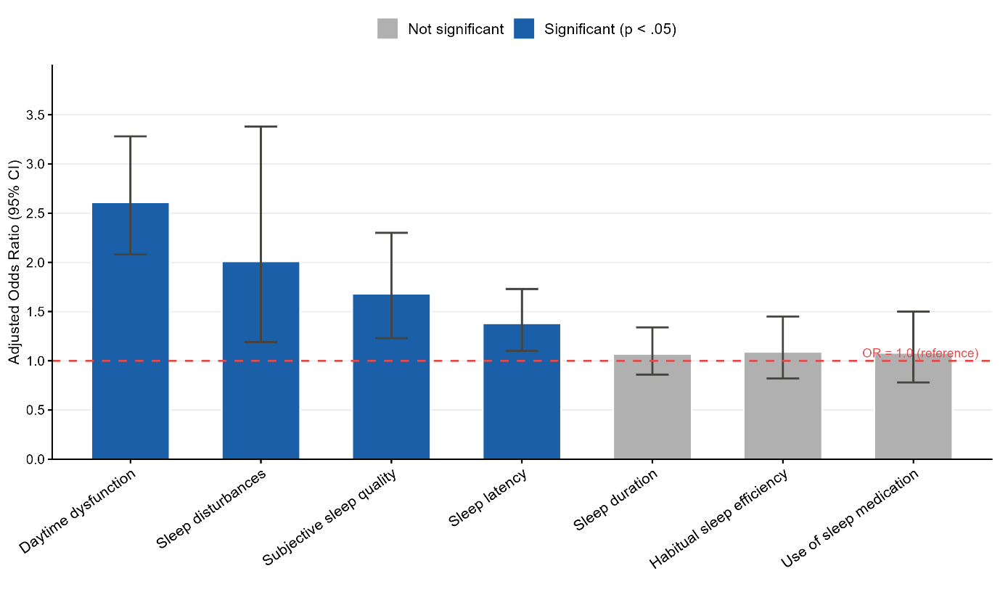 Not significant
Significant (p < .05)
Adjusted Odds Ratio (95% CI)
3.5
3.0
2.5
2.0
1.5
1.0
0.5
0.0
OR = 1.0 (reference)
Daytime dysfunction
Sleep disturbances
Subjective sleep quality
Sleep latency
Sleep duration
Habitual sleep efficiency
Use of sleep medication